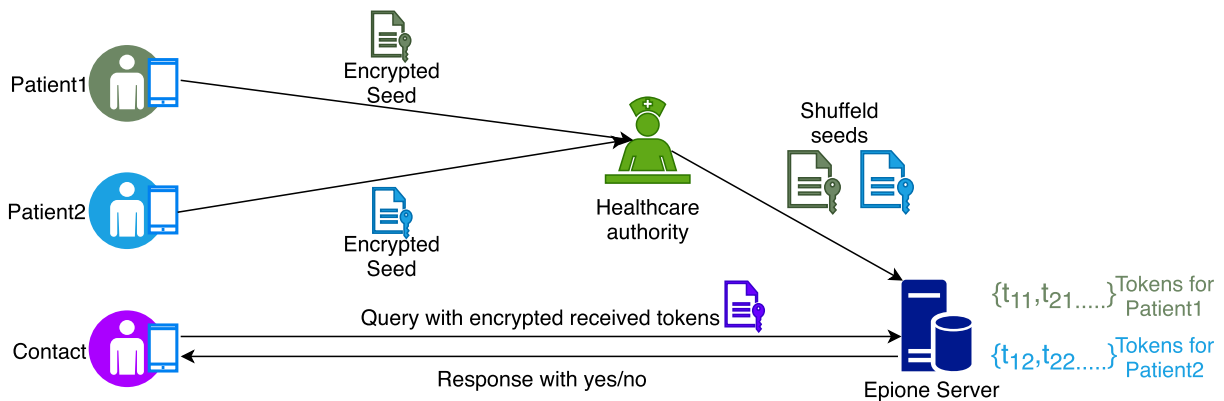 Encrypted
Seed
Patient1
Shuffeld
seeds
Patient2
Healthcare
authority
Encrypted
Seed
{t11,t21.....}
Tokens for
Patient1
Query with encrypted received tokens
Contact
{t12,t22.....}
Tokens for
Patient2
Response with yes/no
Epione Server